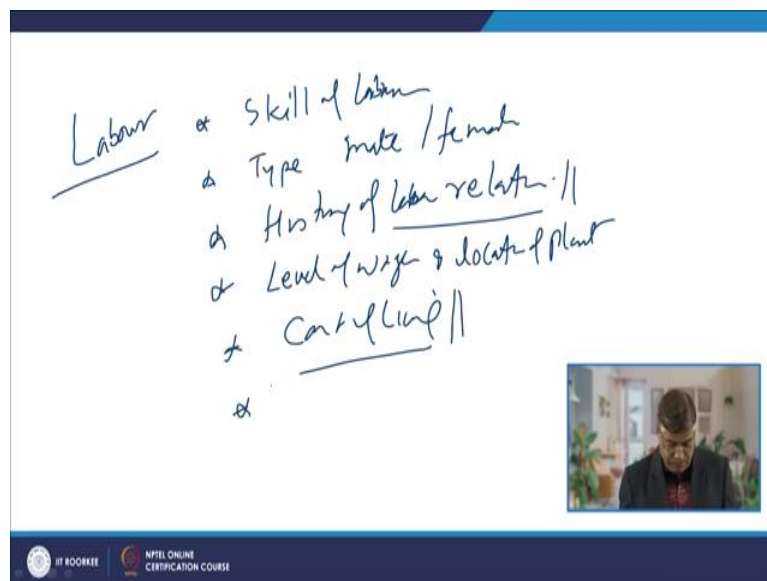 Labour * Skill of Labour
* Type male / female
* History of labour relation
* Level of wages & locat of plant
* Cost of Living
*
IIT ROORKEE NPTEL ONLINE
CERTIFICATION COURSE